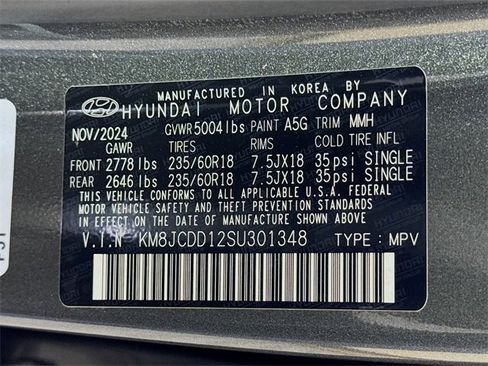 MANUFACTURED IN KOREA BY
HYUNDAI MOTOR COMPANY
NOV/2024 GVWR 5004 lbs PAINT A5G TRIM MMH
GAWR TIRES RIMS COLD TIRE INFL
FRONT 2778 lbs 235/60R18 7.5JX18 35psi SINGLE
REAR 2646 lbs 235/60R18 7.5JX18 35psi SINGLE
THIS VEHICLE CONFORMS TO ALL APPLICABLE U.S.A. FEDERAL
MOTOR VEHICLE SAFETY AND THEFT PREVENTION STANDARDS
IN EFFECT ON THE DATE OF MANUFACTURE SHOWN ABOVE.
V.I.N : KM8JCDD12SU301348 TYPE : MPV